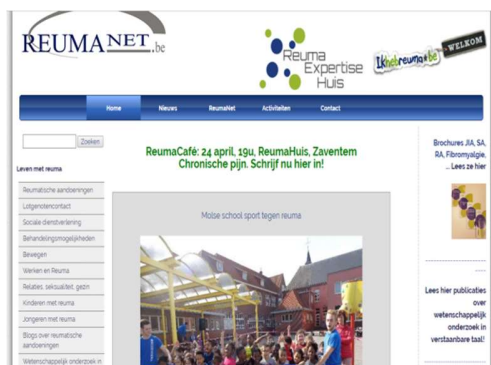 REUMANET.be
Reuma
Expertise
Huis
Ikhebreuma.be
WELKOM
Home
Nieuws
ReumaNet
Activiteiten
Contact
Zoeken
Leven met reuma
Reumatische aandoeningen
Lotgenotencontact
Sociale dienstverlening
Behandelingsmogelijkheden
Bewegen
Werken en Reuma
Relaties, seksualiteit, gezin
Kinderen met reuma
Jongeren met reuma
Blogs over reumatische
aandoeningen
Wetenschappelijk onderzoek in
ReumaCafé: 24 april, 19u, ReumaHuis, Zaventem
Chronische pijn. Schrijf nu hier in!
Molse school sport tegen reuma
Brochures JIA, SA,
RA, Fibromyalgie,
... Lees ze hier
Lees hier publicaties
over
wetenschappelijk
onderzoek in
verstaanbare taal!